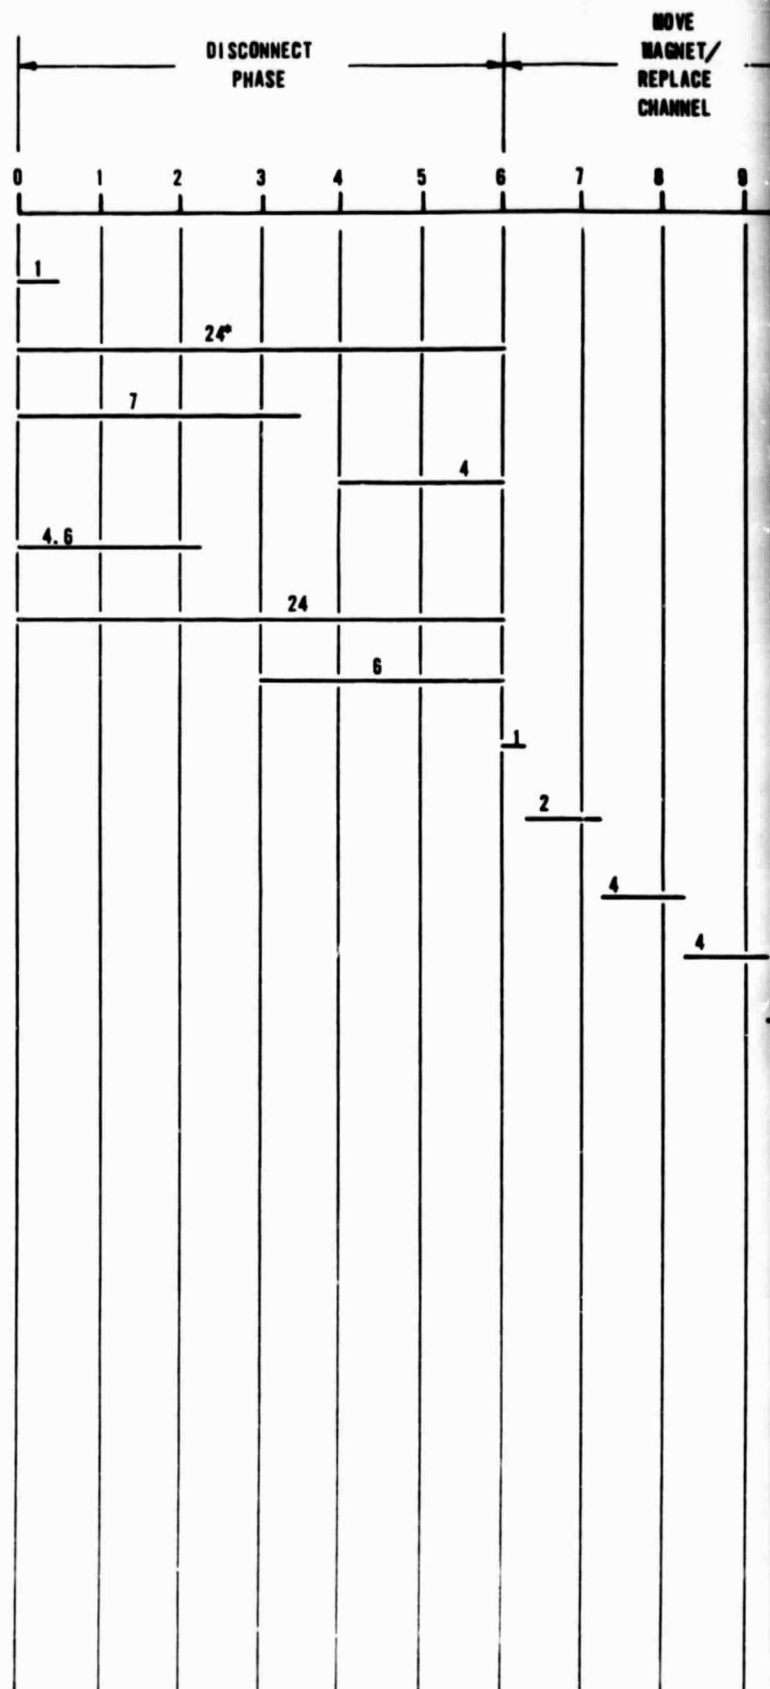 DISCONNECT
PHASE
MOVE
MAGNET/
REPLACE
CHANNEL
0 1 2 3 4 5 6 7 8 9
1
24*
7
4
4.6
24
6
1
2
4
4